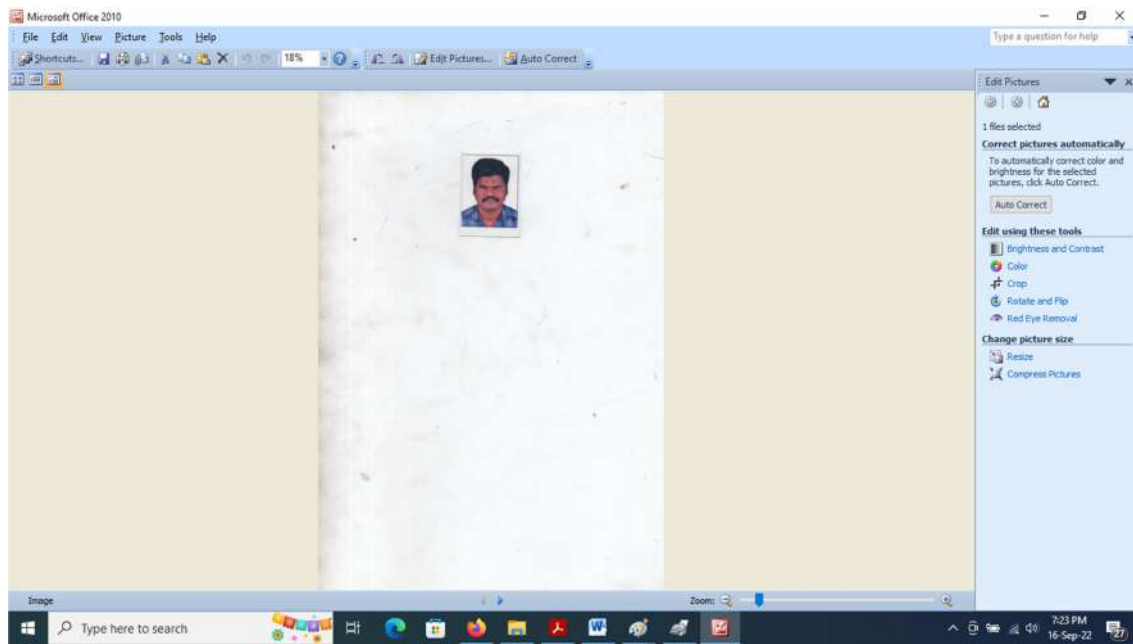 Microsoft Office 2010
File Edit View Picture Tools Help
Type a question for help
Shortcuts... 18% Edit Pictures... Auto Correct
Edit Pictures
1 files selected
Correct pictures automatically
To automatically correct color and
brightness for the selected
pictures, click Auto Correct.
Auto Correct
Edit using these tools
Brightness and Contrast
Color
Crop
Rotate and Flip
Red Eye Removal
Change picture size
Resize
Compress Pictures
Image
Zoom:
Type here to search
7:23 PM
16-Sep-22
27